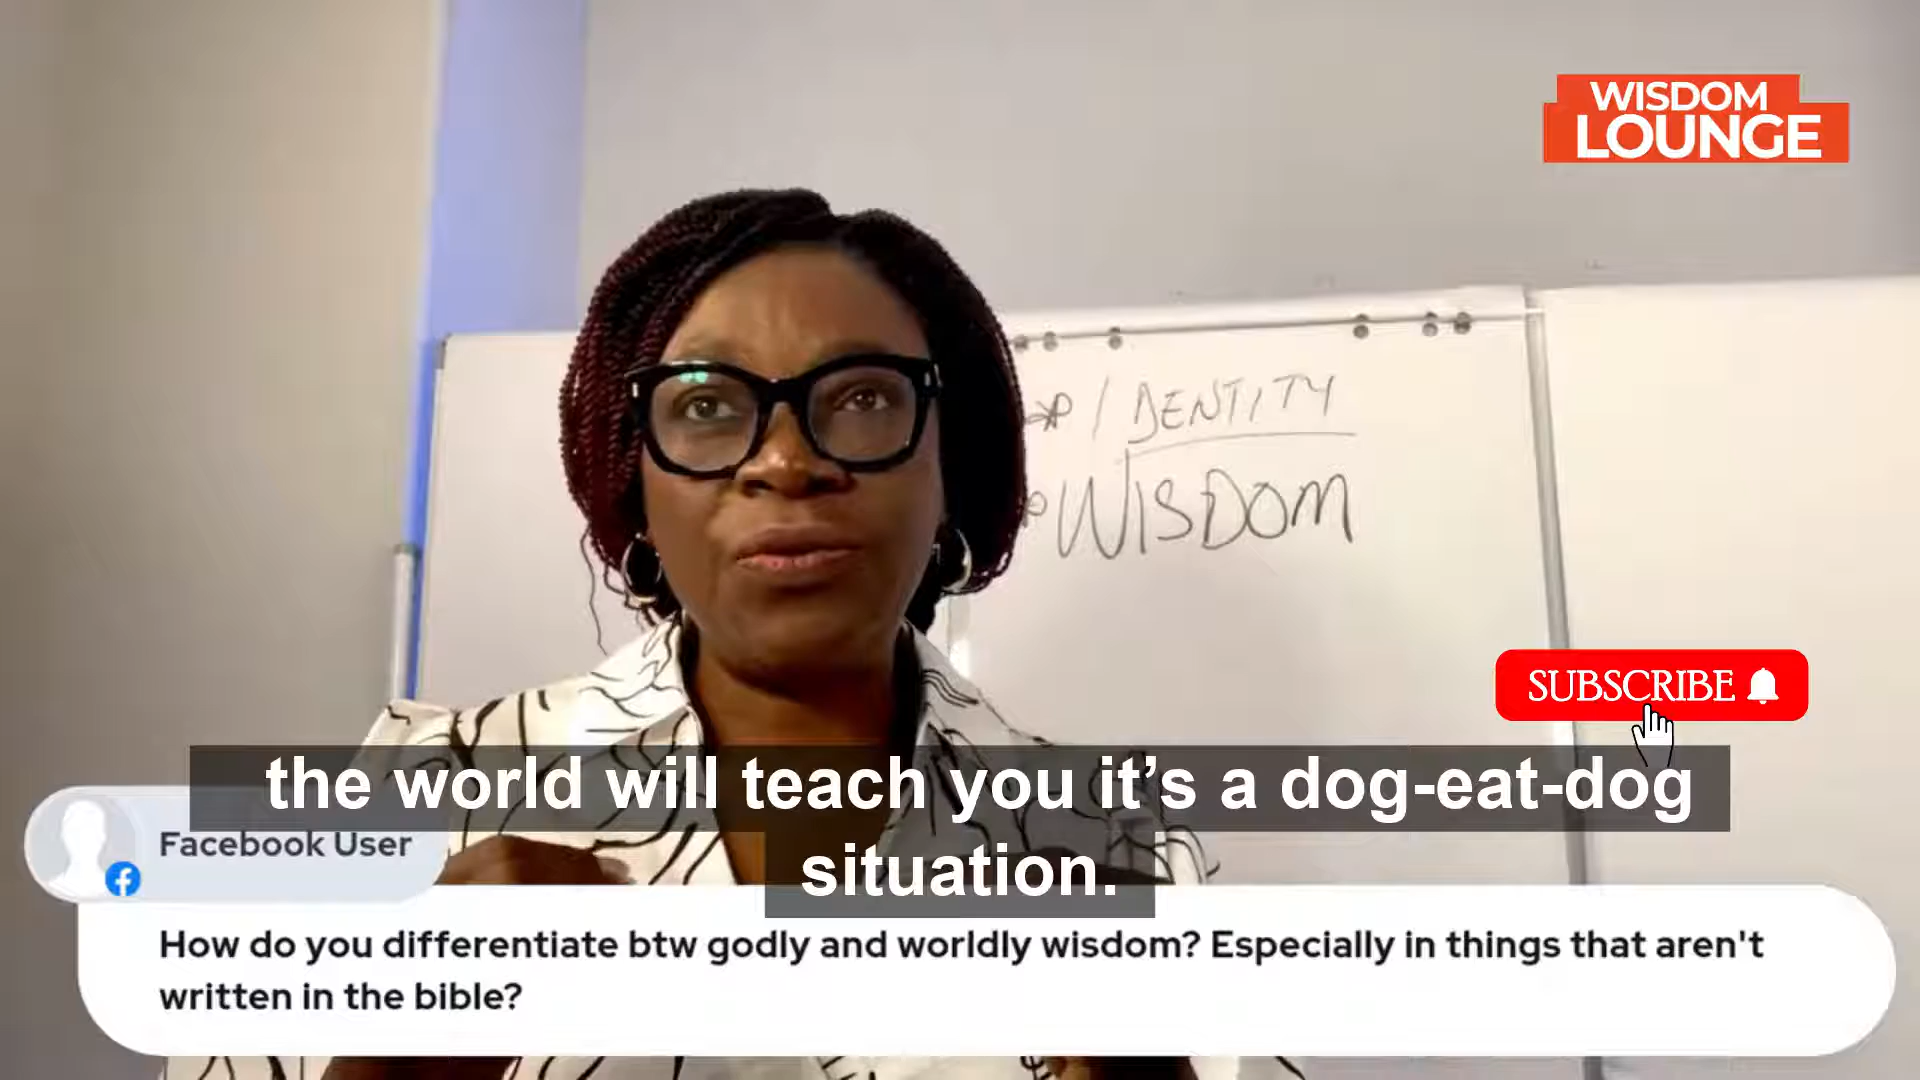 WISDOM
LOUNGE
IDENTITY
WISDOM
SUBSCRIBE
the world will teach you it’s a dog-eat-dog
situation.
Facebook User
How do you differentiate btw godly and worldly wisdom? Especially in things that aren't
written in the bible?